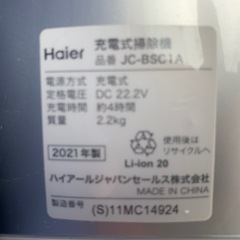 Haier 充電式掃除機
品番 JC-BSC1A
電源方式 充電式
定格電圧 DC 22.2V
充電時間 約4時間
質量 2.2kg
使用後は
リサイクルへ
2021年製
Li-ion 20
ハイアールジャパンセールス株式会社
MADE IN CHINA
製造番号 (S)11MC14924